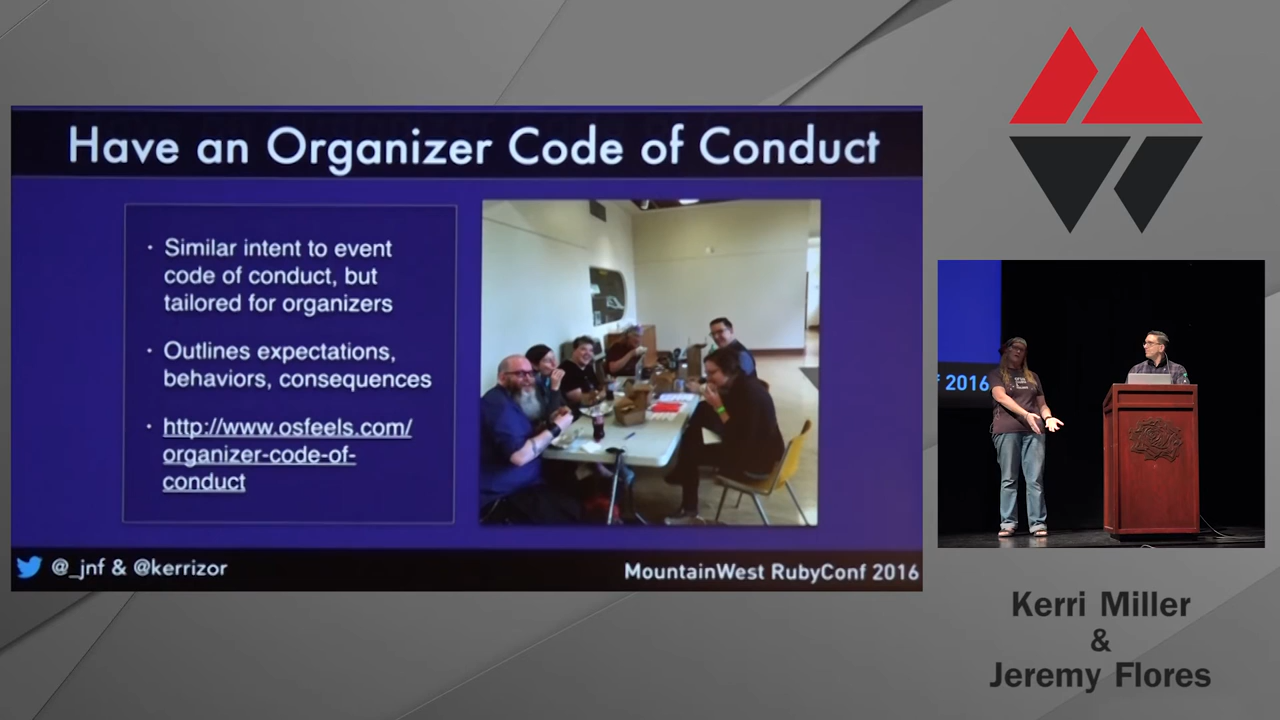 Have an Organizer Code of Conduct
· Similar intent to event
code of conduct, but
tailored for organizers
· Outlines expectations,
behaviors, consequences
· http://www.osfeels.com/
organizer-code-of-
conduct
@_jnf & @kerrizor
MountainWest RubyConf 2016
f 2016
Kerri Miller
&
Jeremy Flores